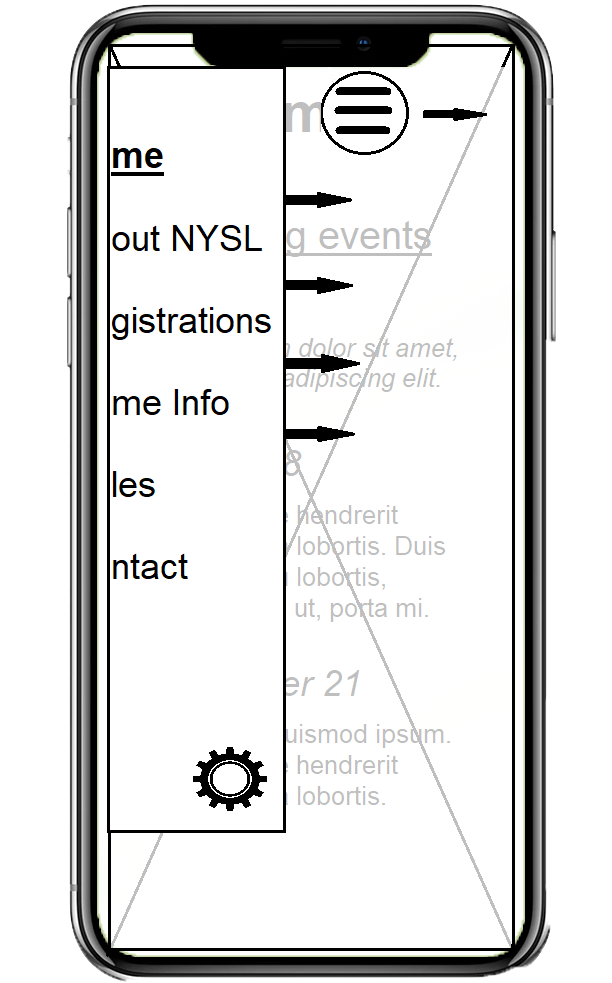 me
out NYSL
gistrations
me Info
les
ntact
m
g events
dolor sit amet,
adipiscing elit.
8
hendrerit
lobortis. Duis
lobortis,
ut, porta mi.
er 21
uismod ipsum.
hendrerit
lobortis.